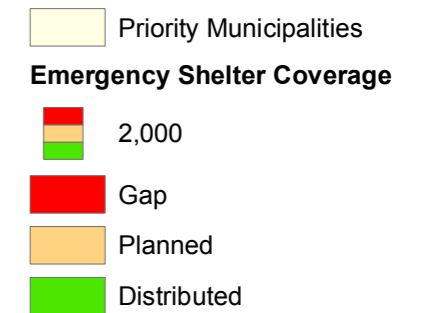 Priority Municipalities
Emergency Shelter Coverage
2,000
Gap
Planned
Distributed